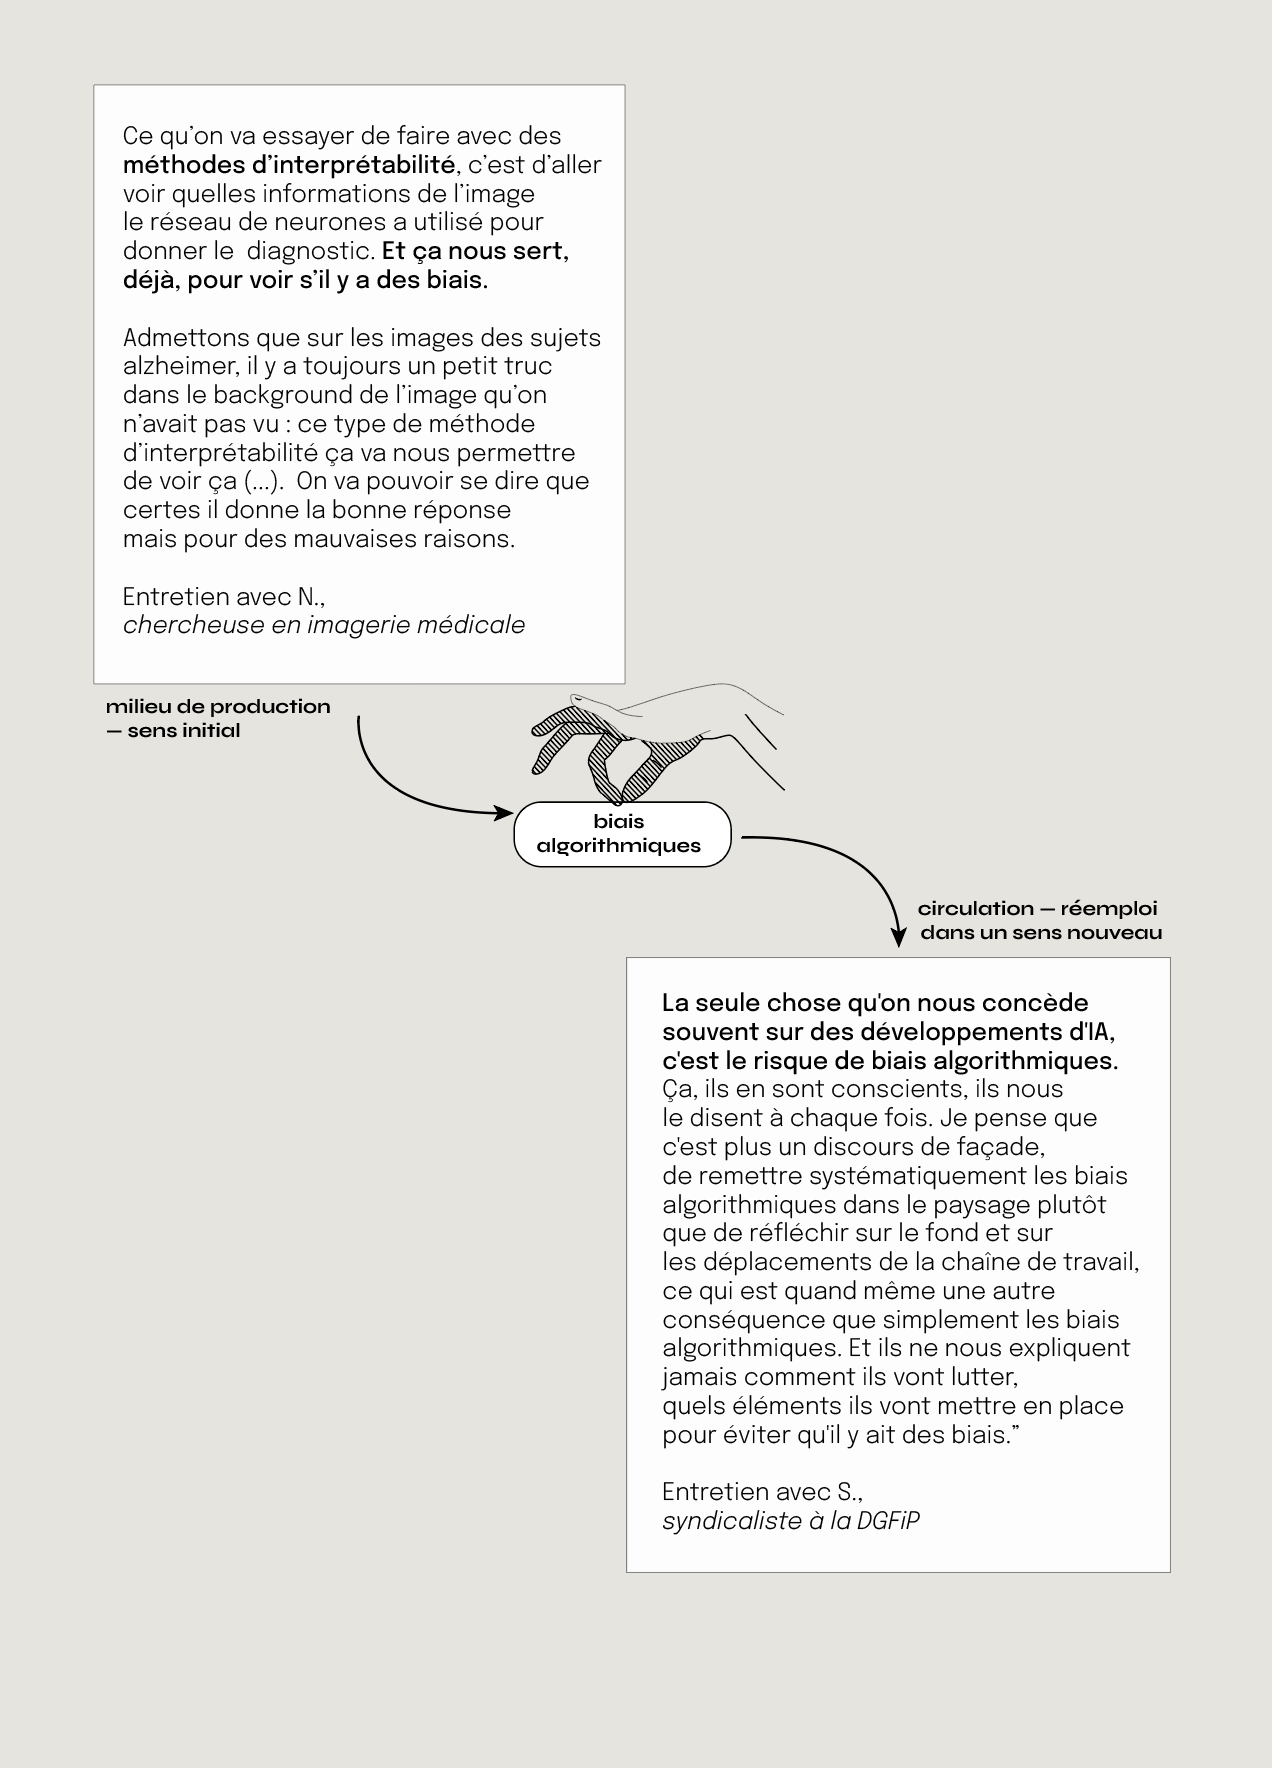 Ce qu’on va essayer de faire avec des
méthodes d’interprétabilité, c’est d’aller
voir quelles informations de l’image
le réseau de neurones a utilisé pour
donner le  diagnostic. Et ça nous sert,
déjà, pour voir s’il y a des biais.
Admettons que sur les images des sujets
alzheimer, il y a toujours un petit truc
dans le background de l’image qu’on
n’avait pas vu : ce type de méthode
d’interprétabilité ça va nous permettre
de voir ça (...).  On va pouvoir se dire que
certes il donne la bonne réponse
mais pour des mauvaises raisons.
Entretien avec N.,
chercheuse en imagerie médicale
milieu de production
— sens initial
biais
algorithmiques
circulation — réemploi
dans un sens nouveau
La seule chose qu'on nous concède
souvent sur des développements d'IA,
c'est le risque de biais algorithmiques.
Ça, ils en sont conscients, ils nous
le disent à chaque fois. Je pense que
c'est plus un discours de façade,
de remettre systématiquement les biais
algorithmiques dans le paysage plutôt
que de réfléchir sur le fond et sur
les déplacements de la chaîne de travail,
ce qui est quand même une autre
conséquence que simplement les biais
algorithmiques. Et ils ne nous expliquent
jamais comment ils vont lutter,
quels éléments ils vont mettre en place
pour éviter qu'il y ait des biais.”
Entretien avec S.,
syndicaliste à la DGFiP